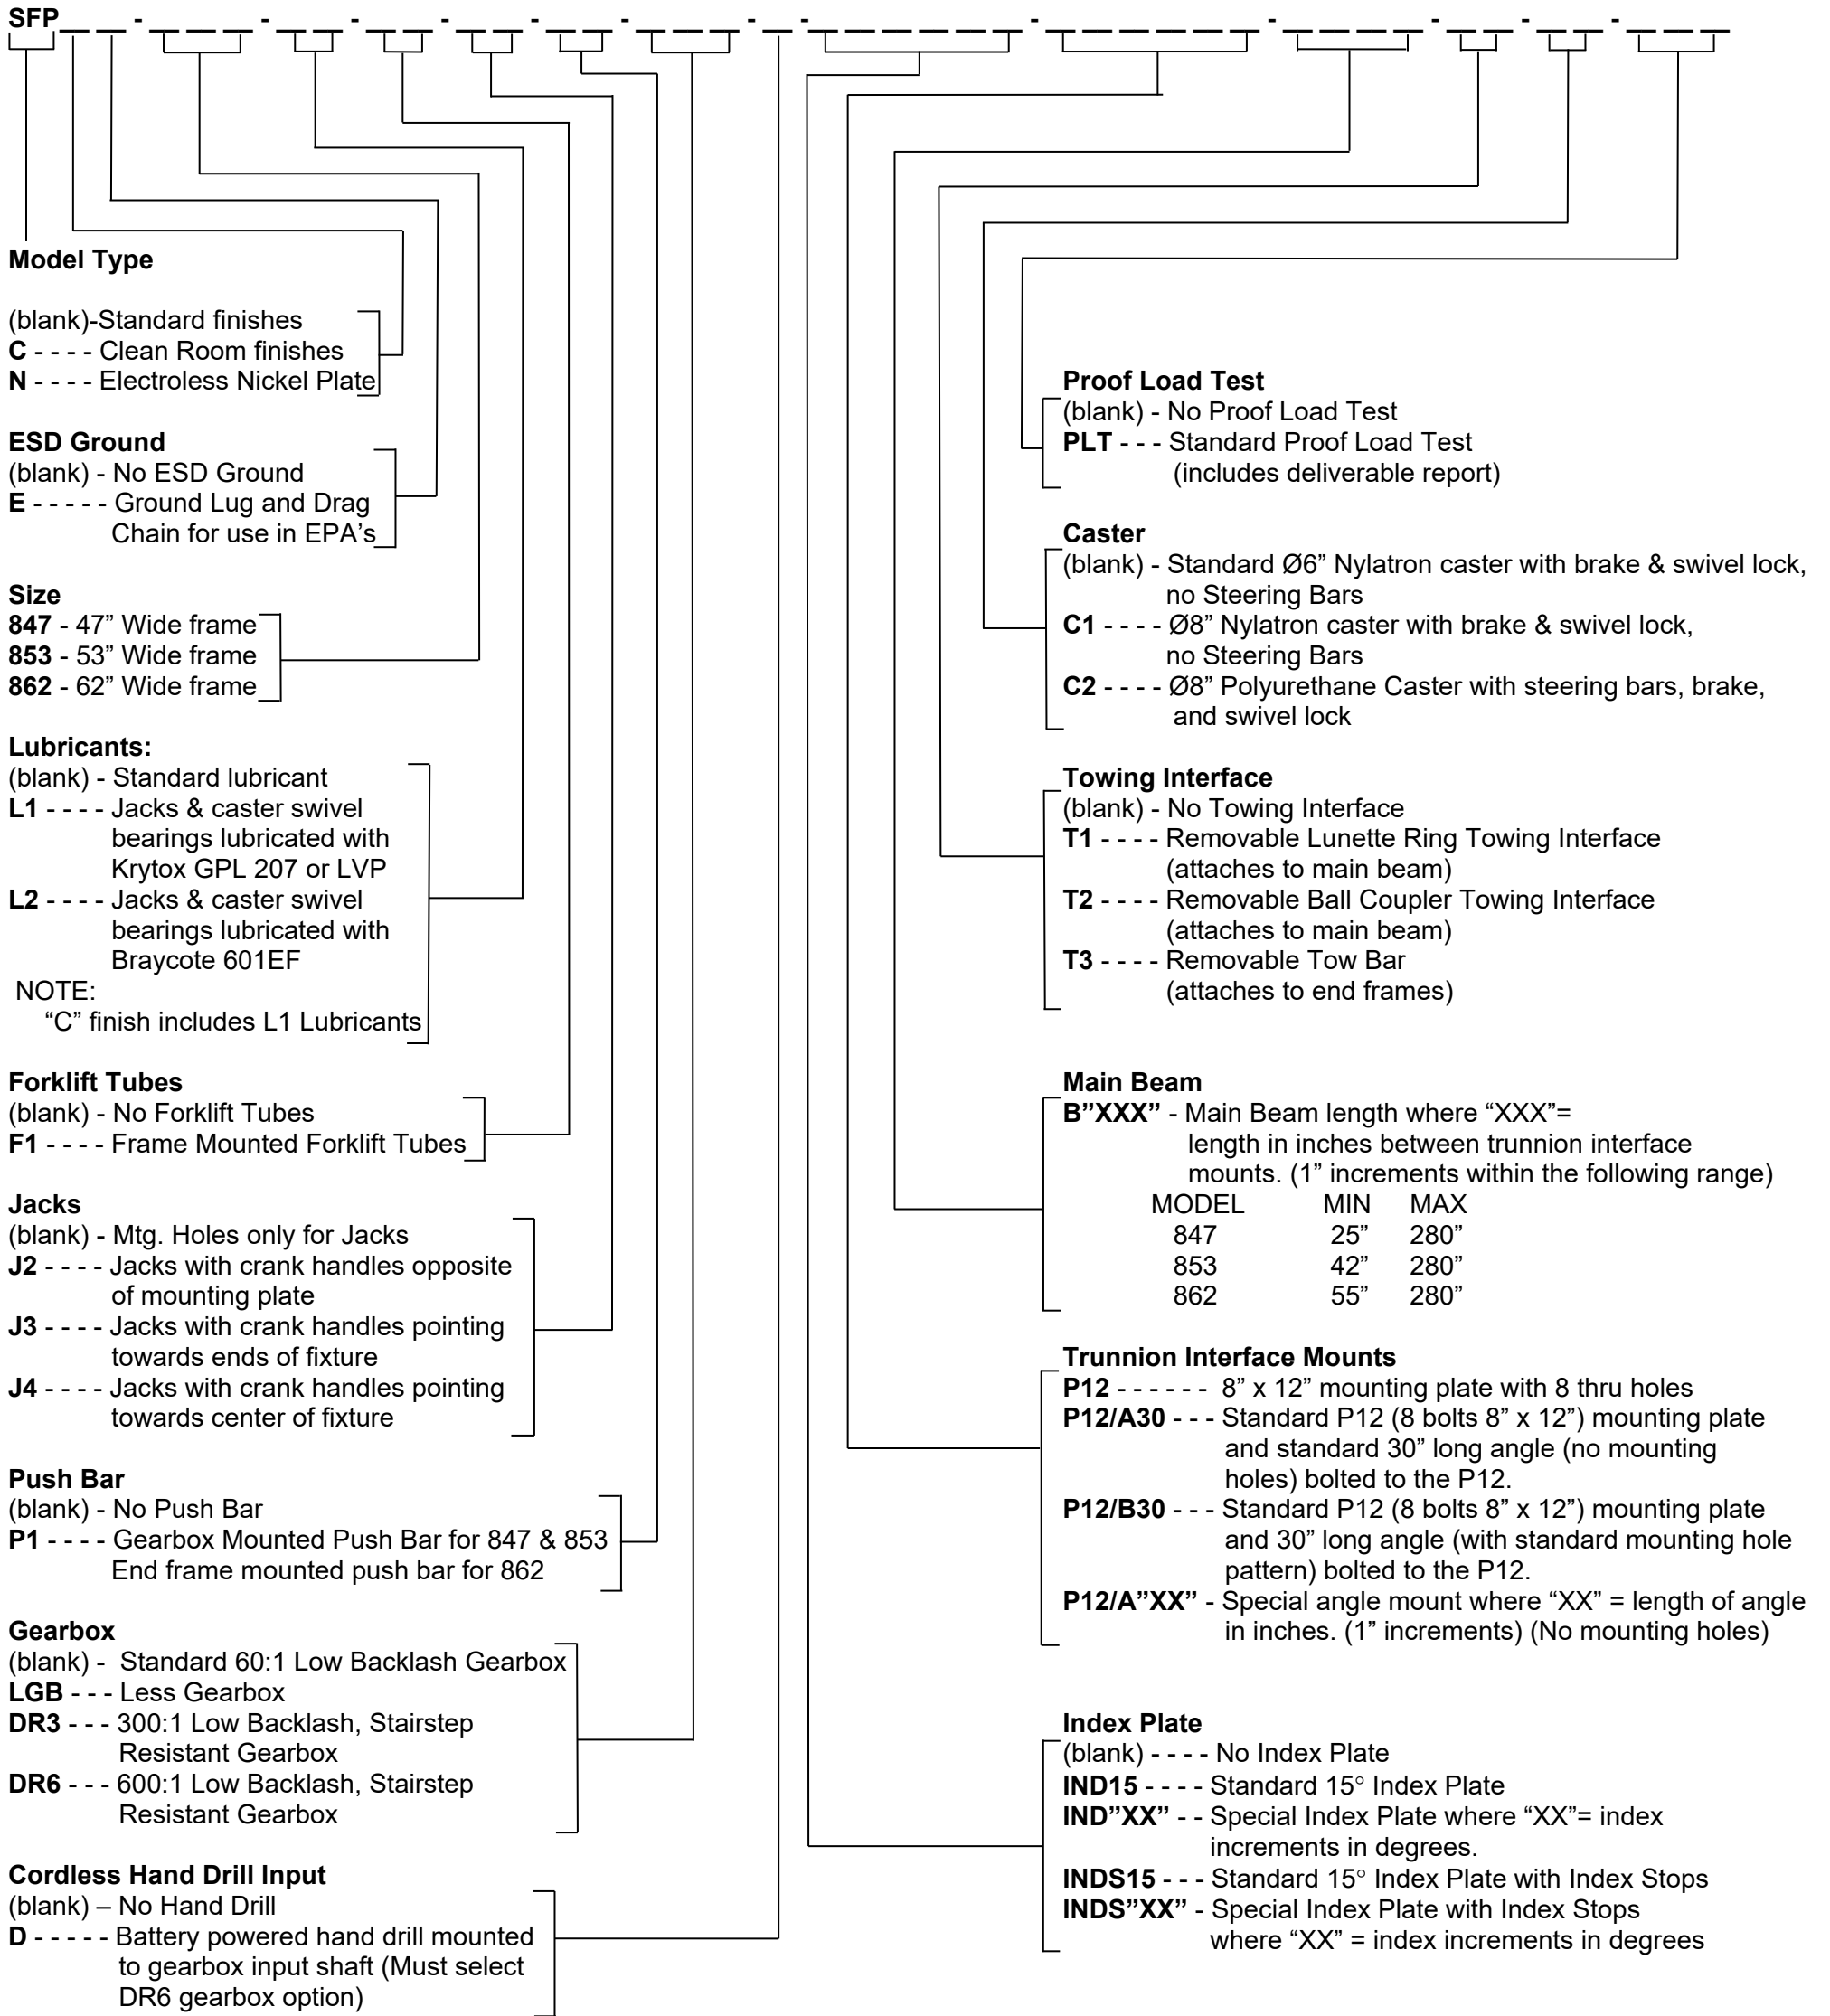 SFP - - - - - - - - - - - - - -
Model Type
(blank)-Standard finishes
C - - - - Clean Room finishes
N - - - - Electroless Nickel Plate
ESD Ground
(blank) - No ESD Ground
E - - - - - Ground Lug and Drag
Chain for use in EPA’s
Size
847 - 47” Wide frame
853 - 53” Wide frame
862 - 62” Wide frame
Lubricants:
(blank) - Standard lubricant
L1 - - - - Jacks & caster swivel
bearings lubricated with
Krytox GPL 207 or LVP
L2 - - - - Jacks & caster swivel
bearings lubricated with
Braycote 601EF
NOTE:
“C” finish includes L1 Lubricants
Forklift Tubes
(blank) - No Forklift Tubes
F1 - - - - Frame Mounted Forklift Tubes
Jacks
(blank) - Mtg. Holes only for Jacks
J2 - - - - Jacks with crank handles opposite
of mounting plate
J3 - - - - Jacks with crank handles pointing
towards ends of fixture
J4 - - - - Jacks with crank handles pointing
towards center of fixture
Push Bar
(blank) - No Push Bar
P1 - - - - Gearbox Mounted Push Bar for 847 & 853
End frame mounted push bar for 862
Gearbox
(blank) - Standard 60:1 Low Backlash Gearbox
LGB - - - Less Gearbox
DR3 - - - 300:1 Low Backlash, Stairstep
Resistant Gearbox
DR6 - - - 600:1 Low Backlash, Stairstep
Resistant Gearbox
Cordless Hand Drill Input
(blank) – No Hand Drill
D - - - - - Battery powered hand drill mounted
to gearbox input shaft (Must select
DR6 gearbox option)
Proof Load Test
(blank) - No Proof Load Test
PLT - - - Standard Proof Load Test
(includes deliverable report)
Caster
(blank) - Standard Ø6” Nylatron caster with brake & swivel lock,
no Steering Bars
C1 - - - - Ø8” Nylatron caster with brake & swivel lock,
no Steering Bars
C2 - - - - Ø8” Polyurethane Caster with steering bars, brake,
and swivel lock
Towing Interface
(blank) - No Towing Interface
T1 - - - - Removable Lunette Ring Towing Interface
(attaches to main beam)
T2 - - - - Removable Ball Coupler Towing Interface
(attaches to main beam)
T3 - - - - Removable Tow Bar
(attaches to end frames)
Main Beam
B”XXX” - Main Beam length where “XXX”=
length in inches between trunnion interface
mounts. (1” increments within the following range)
MODEL MIN MAX
847 25” 280”
853 42” 280”
862 55” 280”
Trunnion Interface Mounts
P12 - - - - - - 8” x 12” mounting plate with 8 thru holes
P12/A30 - - - Standard P12 (8 bolts 8” x 12”) mounting plate
and standard 30” long angle (no mounting
holes) bolted to the P12.
P12/B30 - - - Standard P12 (8 bolts 8” x 12”) mounting plate
and 30” long angle (with standard mounting hole
pattern) bolted to the P12.
P12/A”XX” - Special angle mount where “XX” = length of angle
in inches. (1” increments) (No mounting holes)
Index Plate
(blank) - - - - No Index Plate
IND15 - - - - Standard 15° Index Plate
IND”XX” - - Special Index Plate where “XX”= index
increments in degrees.
INDS15 - - - Standard 15° Index Plate with Index Stops
INDS”XX” - Special Index Plate with Index Stops
where “XX” = index increments in degrees